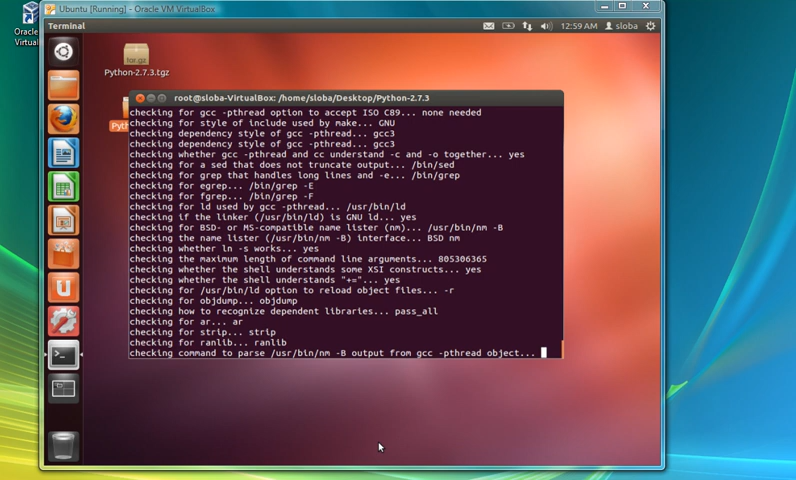 Ubuntu [Running] - Oracle VM VirtualBox
Oracle
Virtual
Terminal
12:59 AM
sloba
tar.gz
Python-2.7.3.tgz
Pyth
root@sloba-VirtualBox: /home/sloba/Desktop/Python-2.7.3
checking for gcc -pthread option to accept ISO C89... none needed
checking for style of include used by make... GNU
checking dependency style of gcc -pthread... gcc3
checking dependency style of gcc -pthread... gcc3
checking whether gcc -pthread and cc understand -c and -o together... yes
checking for a sed that does not truncate output... /bin/sed
checking for grep that handles long lines and -e... /bin/grep
checking for egrep... /bin/grep -E
checking for fgrep... /bin/grep -F
checking for ld used by gcc -pthread... /usr/bin/ld
checking if the linker (/usr/bin/ld) is GNU ld... yes
checking for BSD- or MS-compatible name lister (nm)... /usr/bin/nm -B
checking the name lister (/usr/bin/nm -B) interface... BSD nm
checking whether ln -s works... yes
checking the maximum length of command line arguments... 805306365
checking whether the shell understands some XSI constructs... yes
checking whether the shell understands "+="... yes
checking for /usr/bin/ld option to reload object files... -r
checking for objdump... objdump
checking how to recognize dependent libraries... pass_all
checking for ar... ar
checking for strip... strip
checking for ranlib... ranlib
checking command to parse /usr/bin/nm -B output from gcc -pthread object...